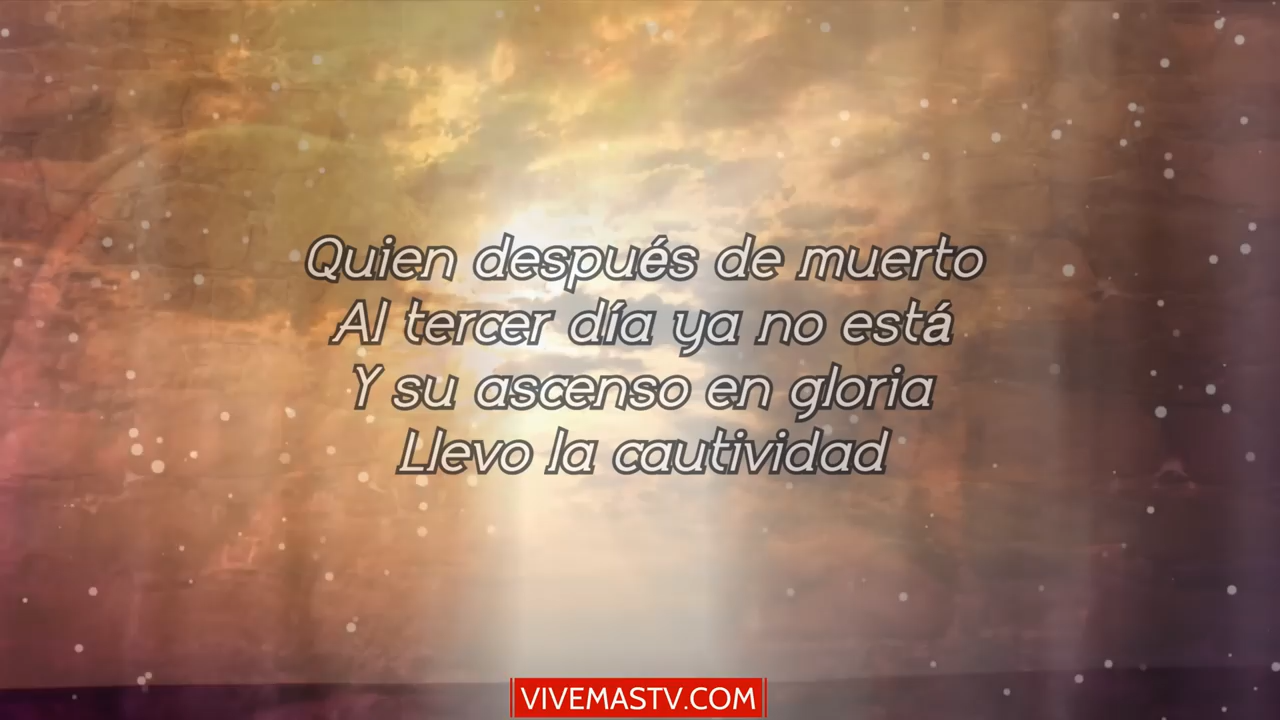 Quien después de muerto
Al tercer día ya no está
Y su ascenso en gloria
Llevo la cautividad
VIVEMASTV.COM